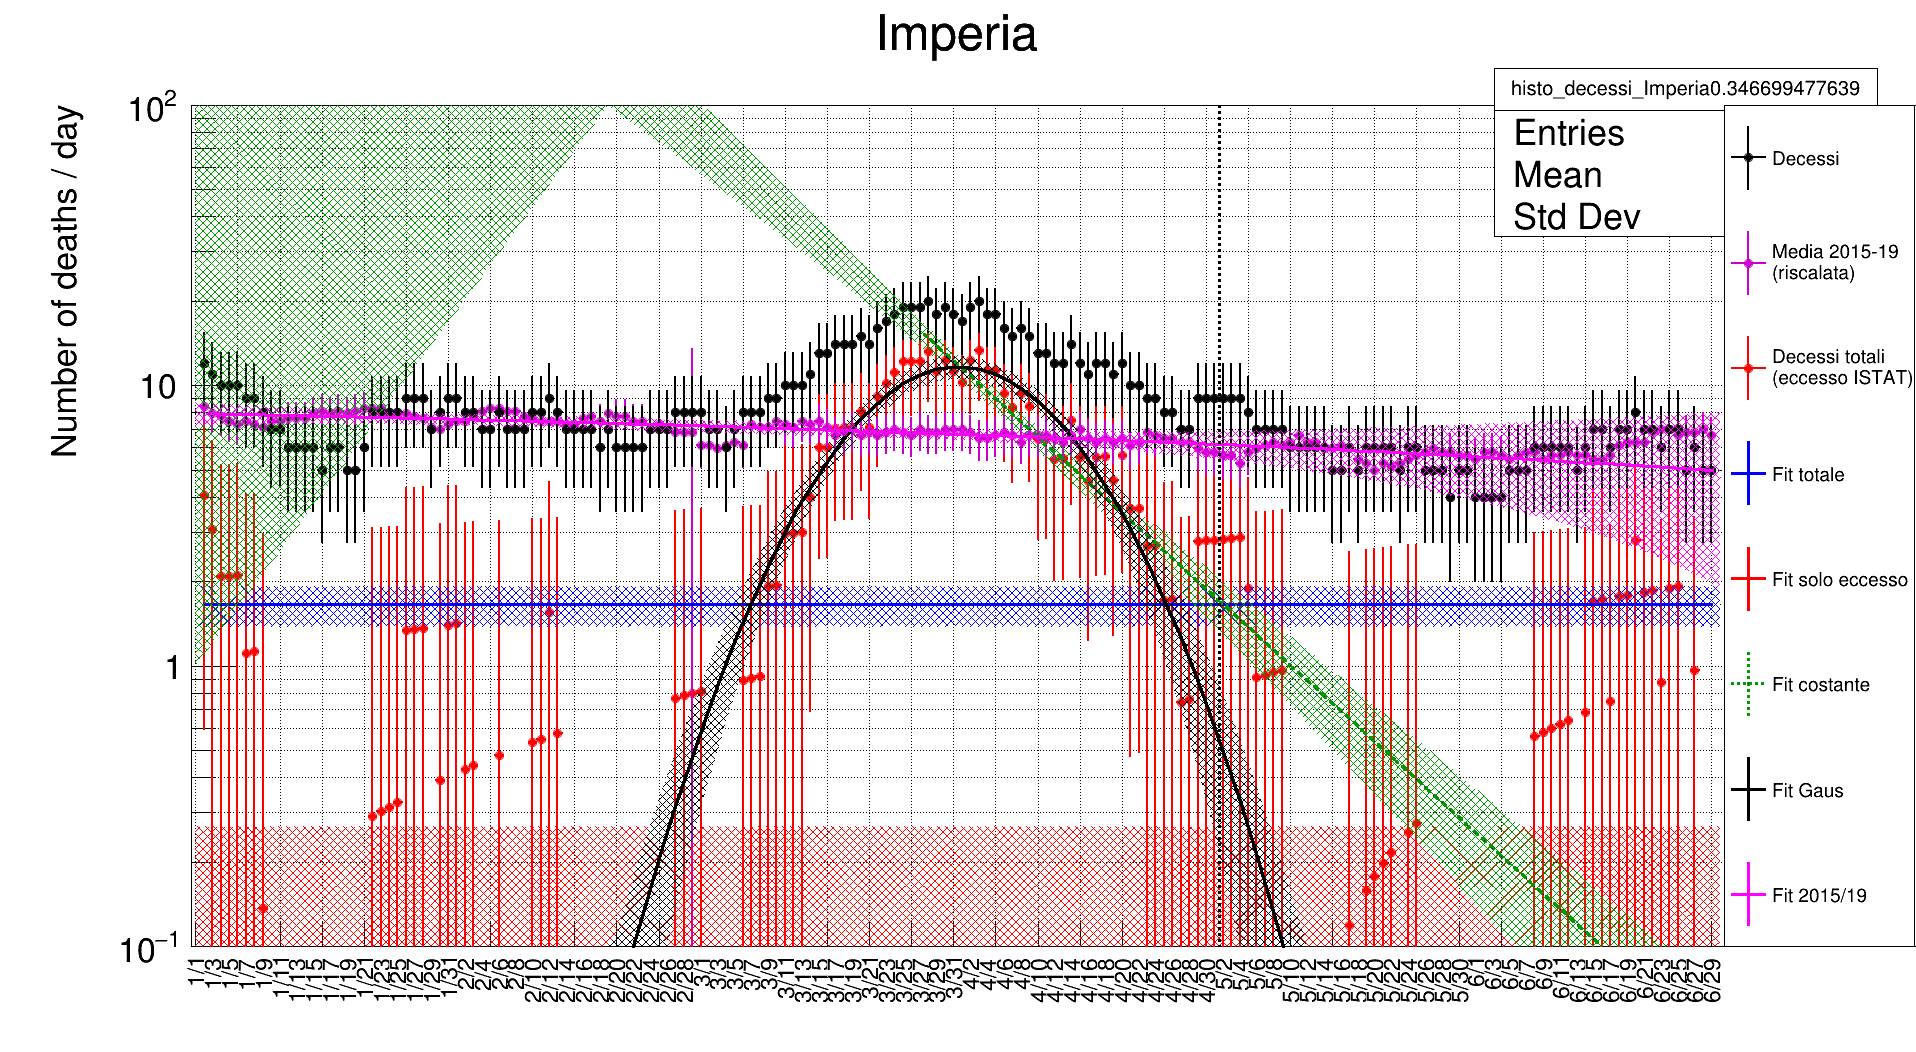 Imperia
histo_decessi_Imperia0.346699477639
Entries
Mean
Std Dev
Number of deaths / day
10²
10
1
10⁻¹
Decessi
Media 2015-19
(riscalata)
Decessi totali
(eccesso ISTAT)
Fit totale
Fit solo eccesso
Fit costante
Fit Gaus
Fit 2015/19
1/1 1/3 1/5 1/7 1/9 1/11 1/13 1/15 1/17 1/19 1/21 1/23 1/25 1/27 1/29 1/31 2/2 2/4 2/6 2/8 2/10 2/12 2/14 2/16 2/18 2/20 2/22 2/24 2/26 2/28 3/1 3/3 3/5 3/7 3/9 3/11 3/13 3/15 3/17 3/19 3/21 3/23 3/25 3/27 3/29 3/31 4/2 4/4 4/6 4/8 4/10 4/12 4/14 4/16 4/18 4/20 4/22 4/24 4/26 4/28 4/30 5/2 5/4 5/6 5/8 5/10 5/12 5/14 5/16 5/18 5/20 5/22 5/24 5/26 5/28 5/30 6/1 6/3 6/5 6/7 6/9 6/11 6/13 6/15 6/17 6/19 6/21 6/23 6/25 6/27 6/29